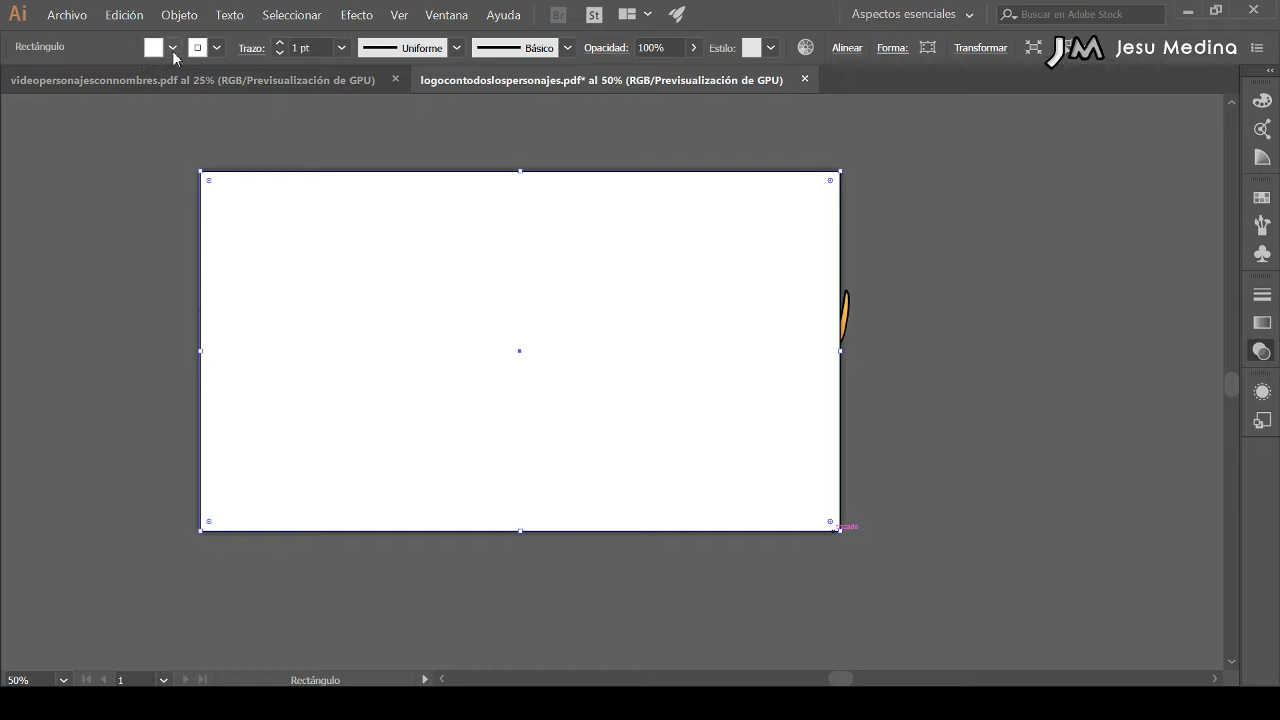 Ai Archivo Edición Objeto Texto Seleccionar Efecto Ver Ventana Ayuda Br St Aspectos esenciales Buscar en Adobe Stock
Rectángulo Trazo: 1 pt Uniforme Básico Opacidad: 100% Estilo: Alinear Forma: Transformar JM Jesu Medina
videopersonajesconnombres.pdf al 25% (RGB/Previsualización de GPU) logocontodoslospersonajes.pdf* al 50% (RGB/Previsualización de GPU)
50% 1 Rectángulo